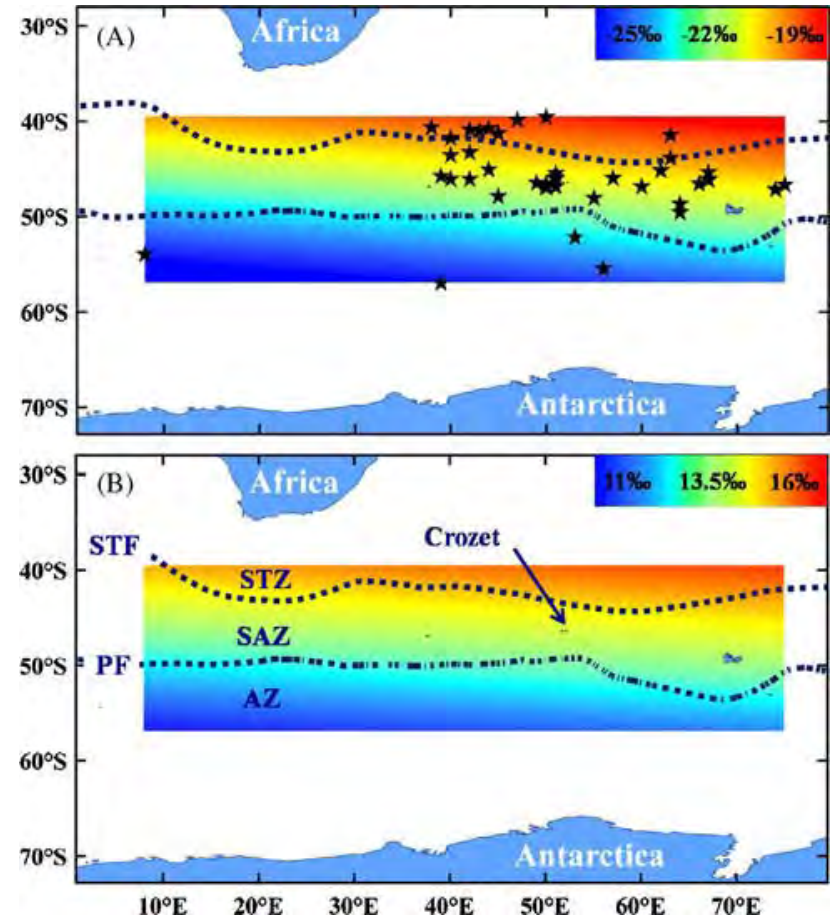 30°S
(A)
Africa
-25‰ -22‰ -19‰
40°S
50°S
60°S
70°S
Antarctica
30°S
(B)
Africa
11‰ 13.5‰ 16‰
STF
Crozet
40°S
STZ
SAZ
50°S
PF
AZ
60°S
70°S
Antarctica
10°E 20°E 30°E 40°E 50°E 60°E 70°E